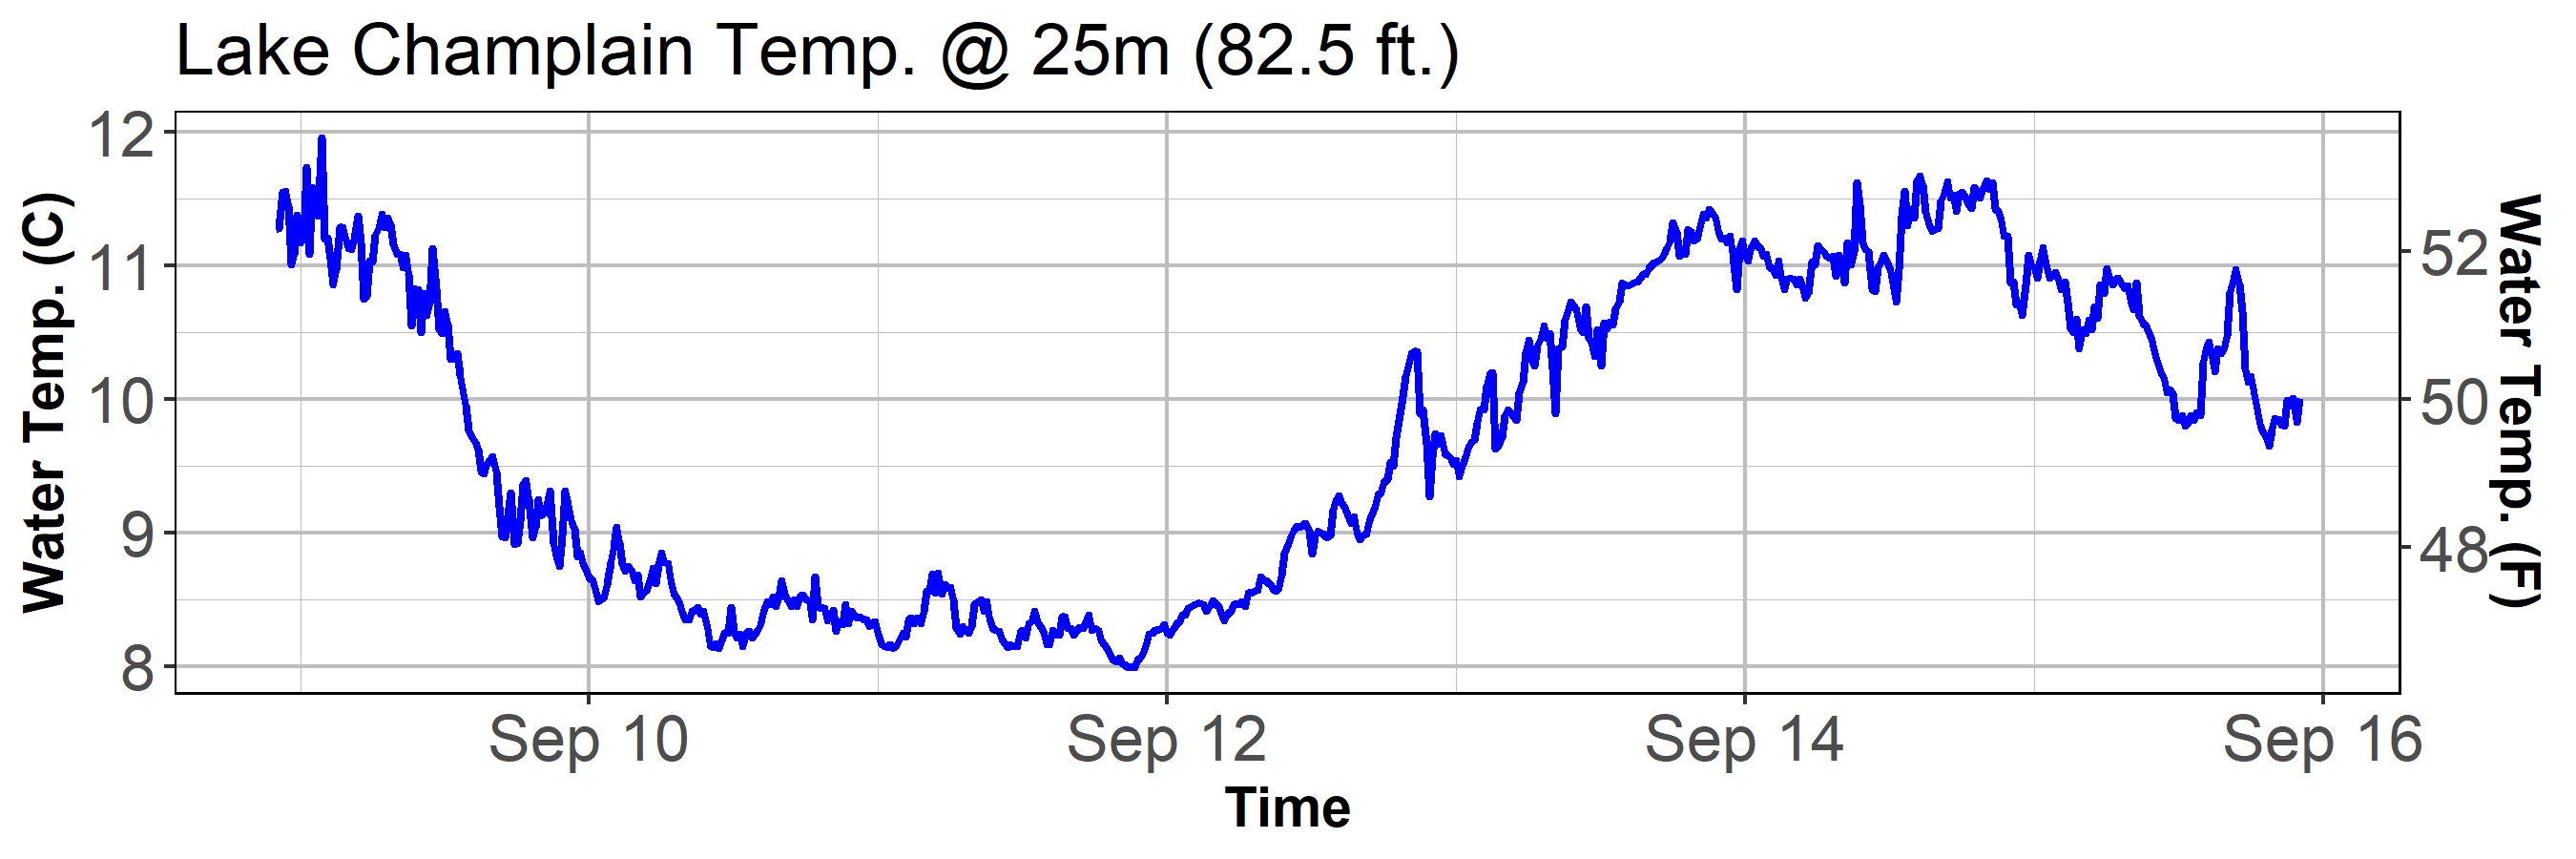 Lake Champlain Temp. @ 25m (82.5 ft.)
Water Temp. (C)
12
11
10
9
8
52
50
48
Water Temp. (F)
Sep 10 Sep 12 Sep 14 Sep 16
Time